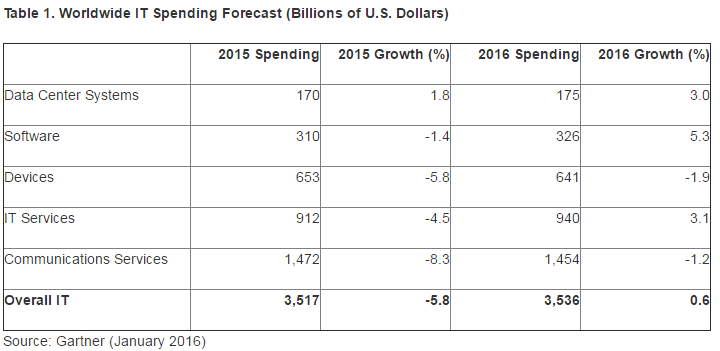 Table 1. Worldwide IT Spending Forecast (Billions of U.S. Dollars)
2015 Spending 2015 Growth (%) 2016 Spending 2016 Growth (%)
Data Center Systems 170 1.8 175 3.0
Software 310 -1.4 326 5.3
Devices 653 -5.8 641 -1.9
IT Services 912 -4.5 940 3.1
Communications Services 1,472 -8.3 1,454 -1.2
Overall IT 3,517 -5.8 3,536 0.6
Source: Gartner (January 2016)